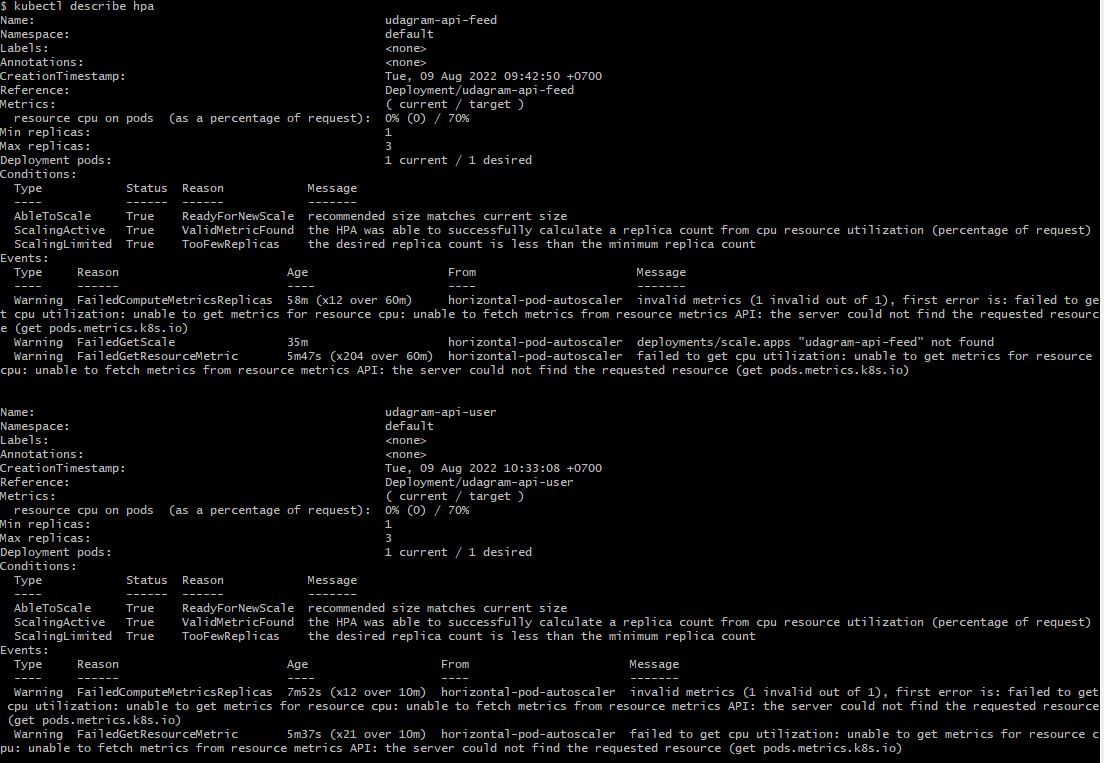 $ kubectl describe hpa
Name:                                                  udagram-api-feed
Namespace:                                             default
Labels:                                                <none>
Annotations:                                           <none>
CreationTimestamp:                                     Tue, 09 Aug 2022 09:42:50 +0700
Reference:                                             Deployment/udagram-api-feed
Metrics:                                               ( current / target )
  resource cpu on pods  (as a percentage of request):  0% (0) / 70%
Min replicas:                                          1
Max replicas:                                          3
Deployment pods:                                       1 current / 1 desired
Conditions:
  Type            Status  Reason            Message
  ----            ------  ------            -------
  AbleToScale     True    ReadyForNewScale  recommended size matches current size
  ScalingActive   True    ValidMetricFound  the HPA was able to successfully calculate a replica count from cpu resource utilization (percentage of request)
  ScalingLimited  True    TooFewReplicas    the desired replica count is less than the minimum replica count
Events:
  Type     Reason                        Age                    From                       Message
  ----     ------                        ----                   ----                       -------
  Warning  FailedComputeMetricsReplicas  58m (x12 over 60m)     horizontal-pod-autoscaler  invalid metrics (1 invalid out of 1), first error is: failed to ge
t cpu utilization: unable to get metrics for resource cpu: unable to fetch metrics from resource metrics API: the server could not find the requested resourc
e (get pods.metrics.k8s.io)
  Warning  FailedGetScale                35m                    horizontal-pod-autoscaler  deployments/scale.apps "udagram-api-feed" not found
  Warning  FailedGetResourceMetric       5m47s (x204 over 60m)  horizontal-pod-autoscaler  failed to get cpu utilization: unable to get metrics for resource
cpu: unable to fetch metrics from resource metrics API: the server could not find the requested resource (get pods.metrics.k8s.io)
Name:                                                  udagram-api-user
Namespace:                                             default
Labels:                                                <none>
Annotations:                                           <none>
CreationTimestamp:                                     Tue, 09 Aug 2022 10:33:08 +0700
Reference:                                             Deployment/udagram-api-user
Metrics:                                               ( current / target )
  resource cpu on pods  (as a percentage of request):  0% (0) / 70%
Min replicas:                                          1
Max replicas:                                          3
Deployment pods:                                       1 current / 1 desired
Conditions:
  Type            Status  Reason            Message
  ----            ------  ------            -------
  AbleToScale     True    ReadyForNewScale  recommended size matches current size
  ScalingActive   True    ValidMetricFound  the HPA was able to successfully calculate a replica count from cpu resource utilization (percentage of request)
  ScalingLimited  True    TooFewReplicas    the desired replica count is less than the minimum replica count
Events:
  Type     Reason                        Age                   From                       Message
  ----     ------                        ----                  ----                       -------
  Warning  FailedComputeMetricsReplicas  7m52s (x12 over 10m)  horizontal-pod-autoscaler  invalid metrics (1 invalid out of 1), first error is: failed to get
 cpu utilization: unable to get metrics for resource cpu: unable to fetch metrics from resource metrics API: the server could not find the requested resource
 (get pods.metrics.k8s.io)
  Warning  FailedGetResourceMetric       5m37s (x21 over 10m)  horizontal-pod-autoscaler  failed to get cpu utilization: unable to get metrics for resource c
pu: unable to fetch metrics from resource metrics API: the server could not find the requested resource (get pods.metrics.k8s.io)